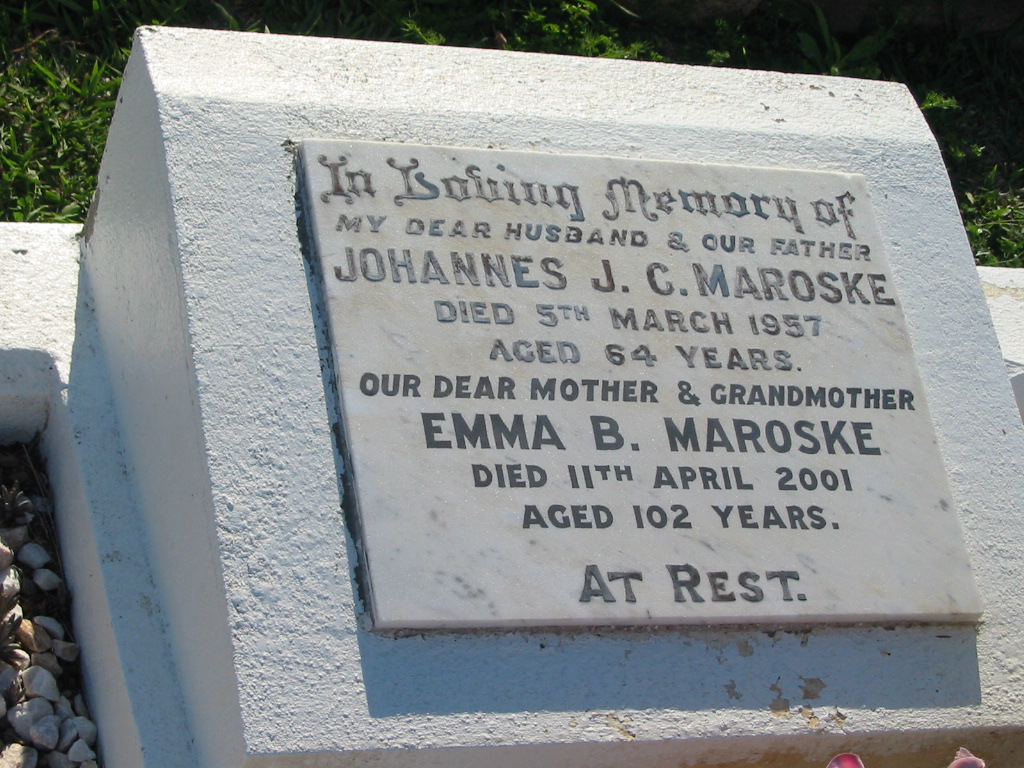 In Loving Memory of
MY DEAR HUSBAND & OUR FATHER
JOHANNES J. C. MAROSKE
DIED 5TH MARCH 1957
AGED 64 YEARS.
OUR DEAR MOTHER & GRANDMOTHER
EMMA B. MAROSKE
DIED 11TH APRIL 2001
AGED 102 YEARS.
AT REST.